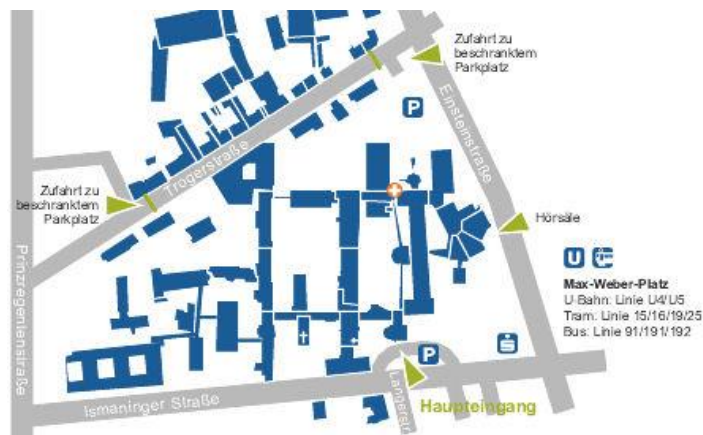 Zufahrt zu
beschranktem
Parkplatz
P
Einsteinstraße
Trogerstraße
Zufahrt zu
beschranktem
Parkplatz
Hörsäle
Prinzregentenstraße
U
Max-Weber-Platz
U-Bahn: Linie U4/U5
Tram: Linie 15/16/19/25
Bus: Linie 91/191/192
P
S
Ismaninger Straße
Langerstr.
Haupteingang